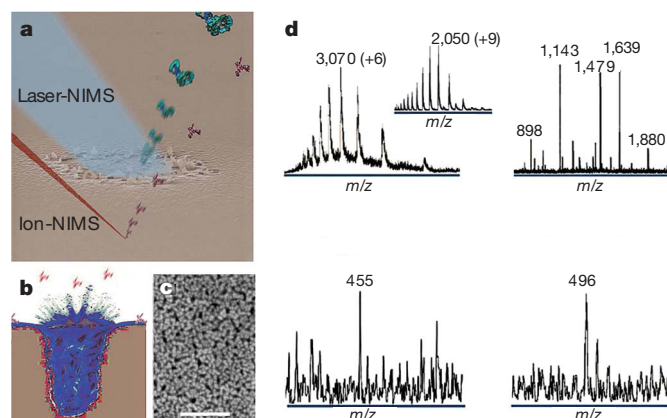 a
Laser-NIMS
Ion-NIMS
b
c
d
3,070 (+6)
2,050 (+9)
m/z
m/z
1,143
1,639
1,479
898
1,880
m/z
455
m/z
496
m/z